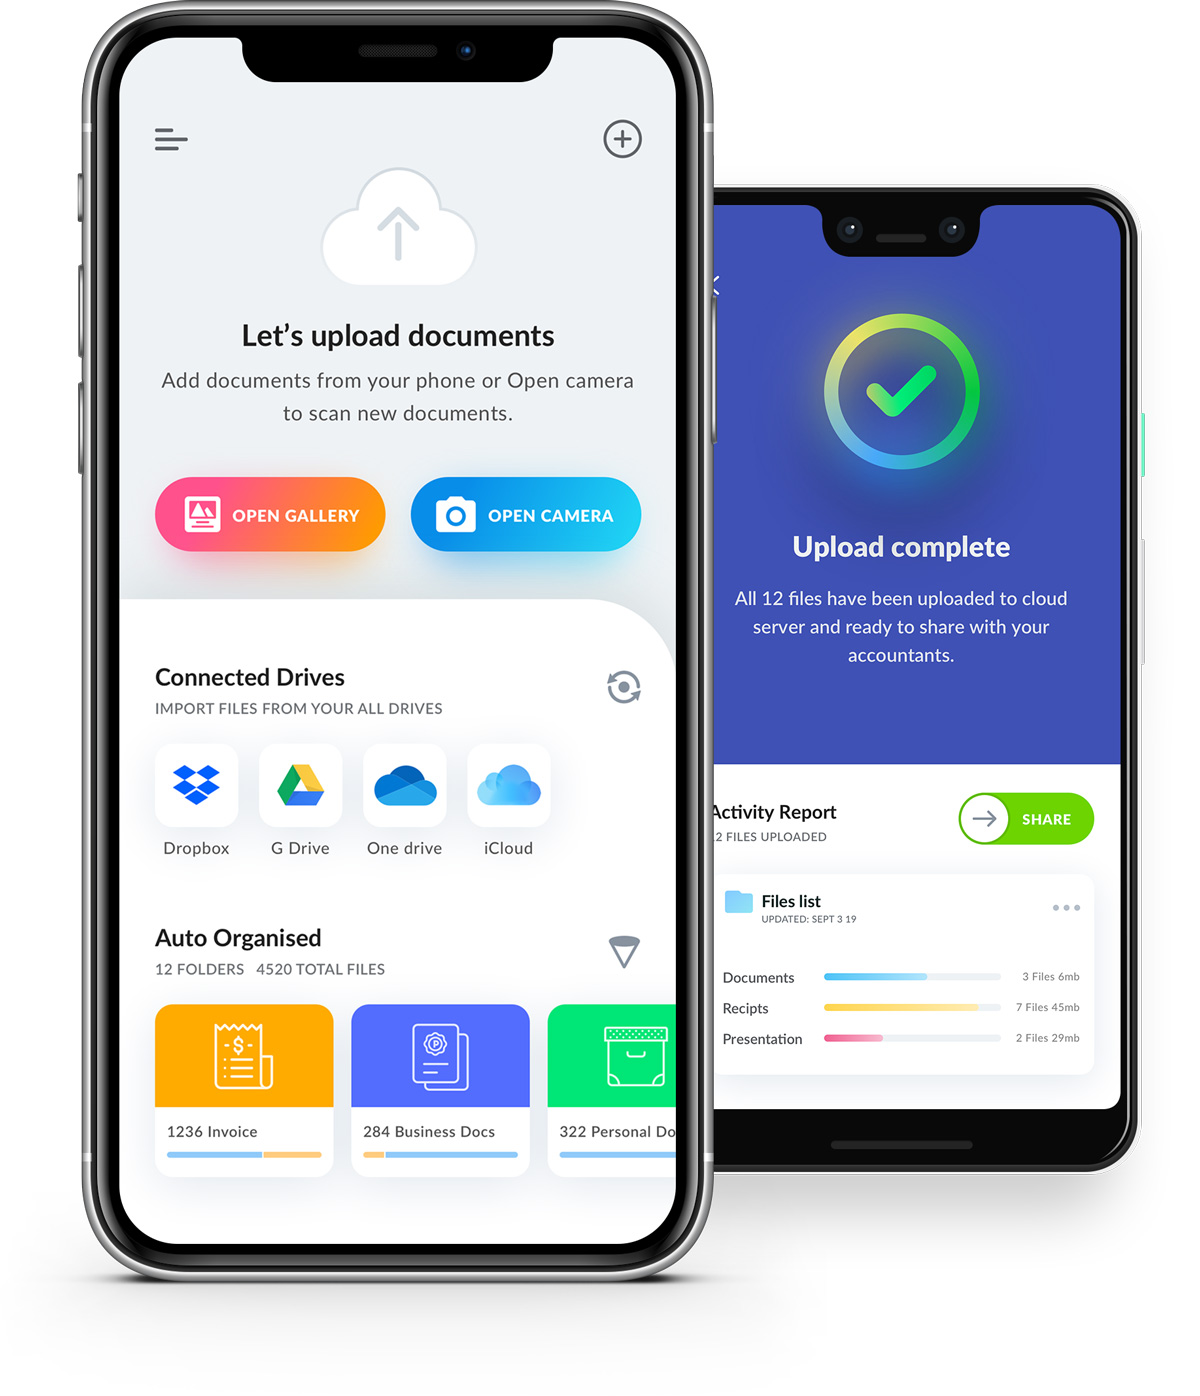 Let’s upload documents
Add documents from your phone or Open camera
to scan new documents.
OPEN GALLERY
OPEN CAMERA
Connected Drives
IMPORT FILES FROM YOUR ALL DRIVES
Dropbox
G Drive
One drive
iCloud
Auto Organised
12 FOLDERS 4520 TOTAL FILES
$
P
1236 Invoice
284 Business Docs
322 Personal Do
Upload complete
All 12 files have been uploaded to cloud
server and ready to share with your
accountants.
Activity Report
12 FILES UPLOADED
SHARE
Files list
UPDATED: SEPT 3 19
Documents
3 Files 6mb
Recipts
7 Files 45mb
Presentation
2 Files 29mb